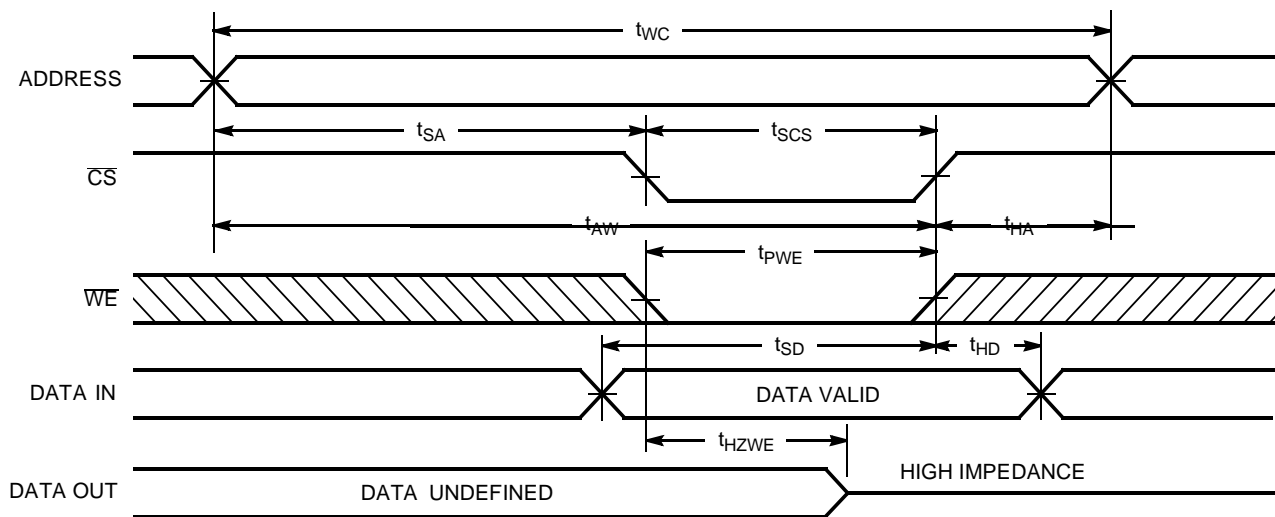 tWC
ADDRESS
tSA
tSCS
CS
tAW
tHA
tPWE
WE
tSD
tHD
DATA IN
DATA VALID
tHZWE
HIGH IMPEDANCE
DATA OUT
DATA UNDEFINED